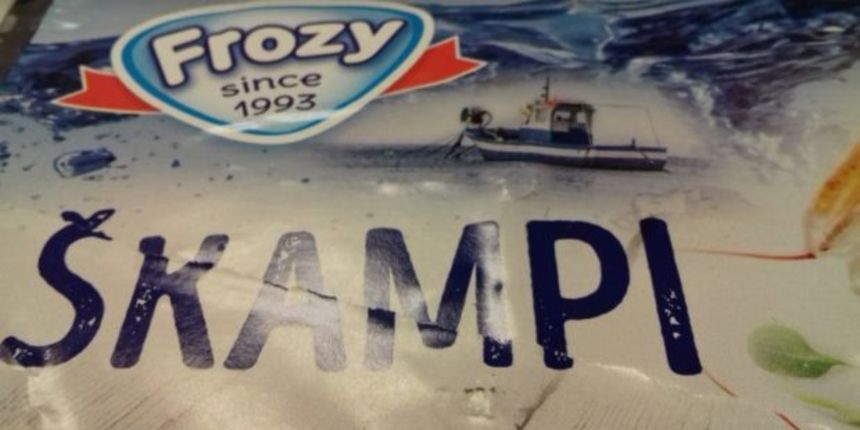 Frozy
since
1993
ŠKAMPI